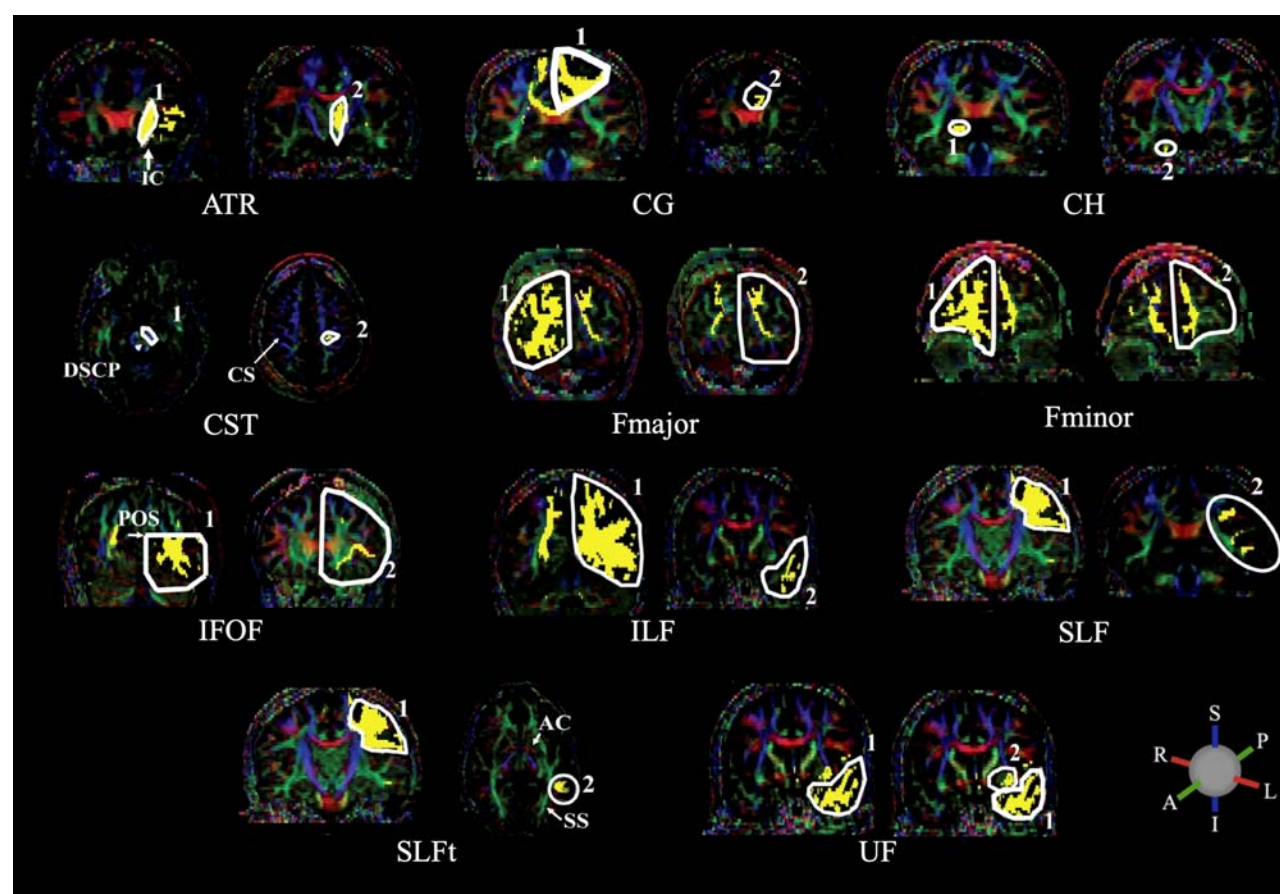 1 2 1 2
IC 1 2
ATR CG CH
1 2 1 2 1 2
DSCP CS
CST Fmajor Fminor
POS 1 2 1 2 1 2
IFOF ILF SLF
1 AC 2 SS 1 2 1
SLFt UF
S
R P
A L
I